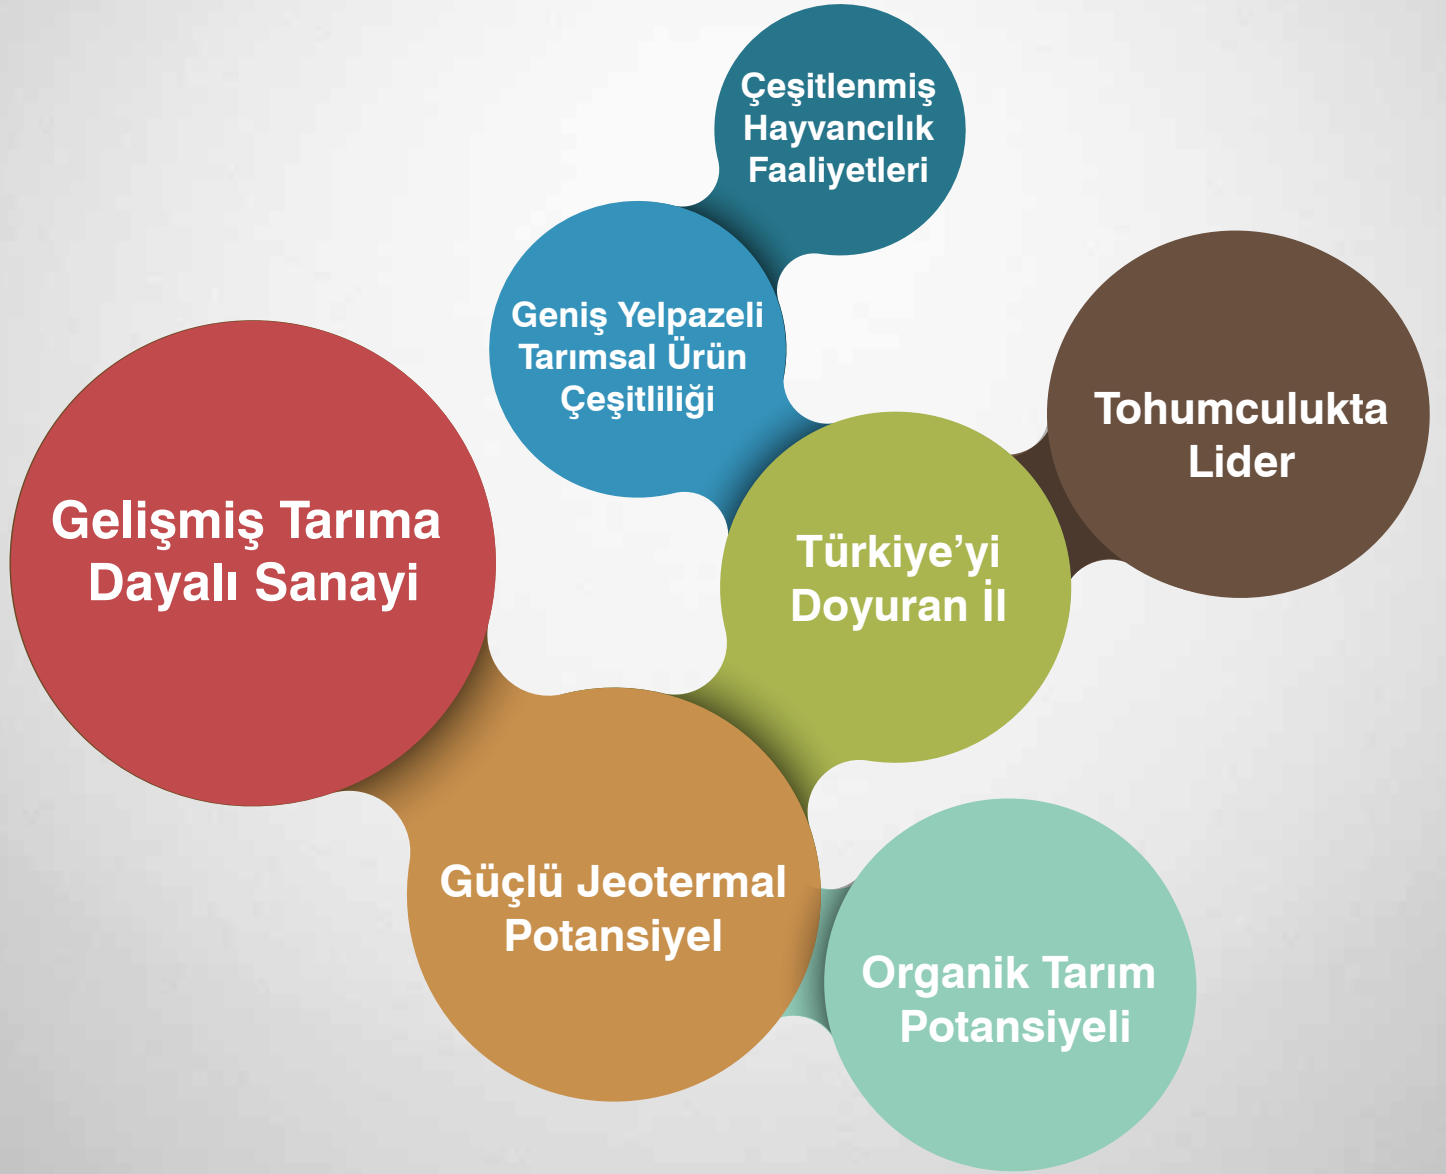 Çeşitlenmiş
Hayvancılık
Faaliyetleri
Geniş Yelpazeli
Tarımsal Ürün
Çeşitliliği
Tohumculukta
Lider
Gelişmiş Tarıma
Dayalı Sanayi
Türkiye’yi
Doyuran İl
Güçlü Jeotermal
Potansiyel
Organik Tarım
Potansiyeli